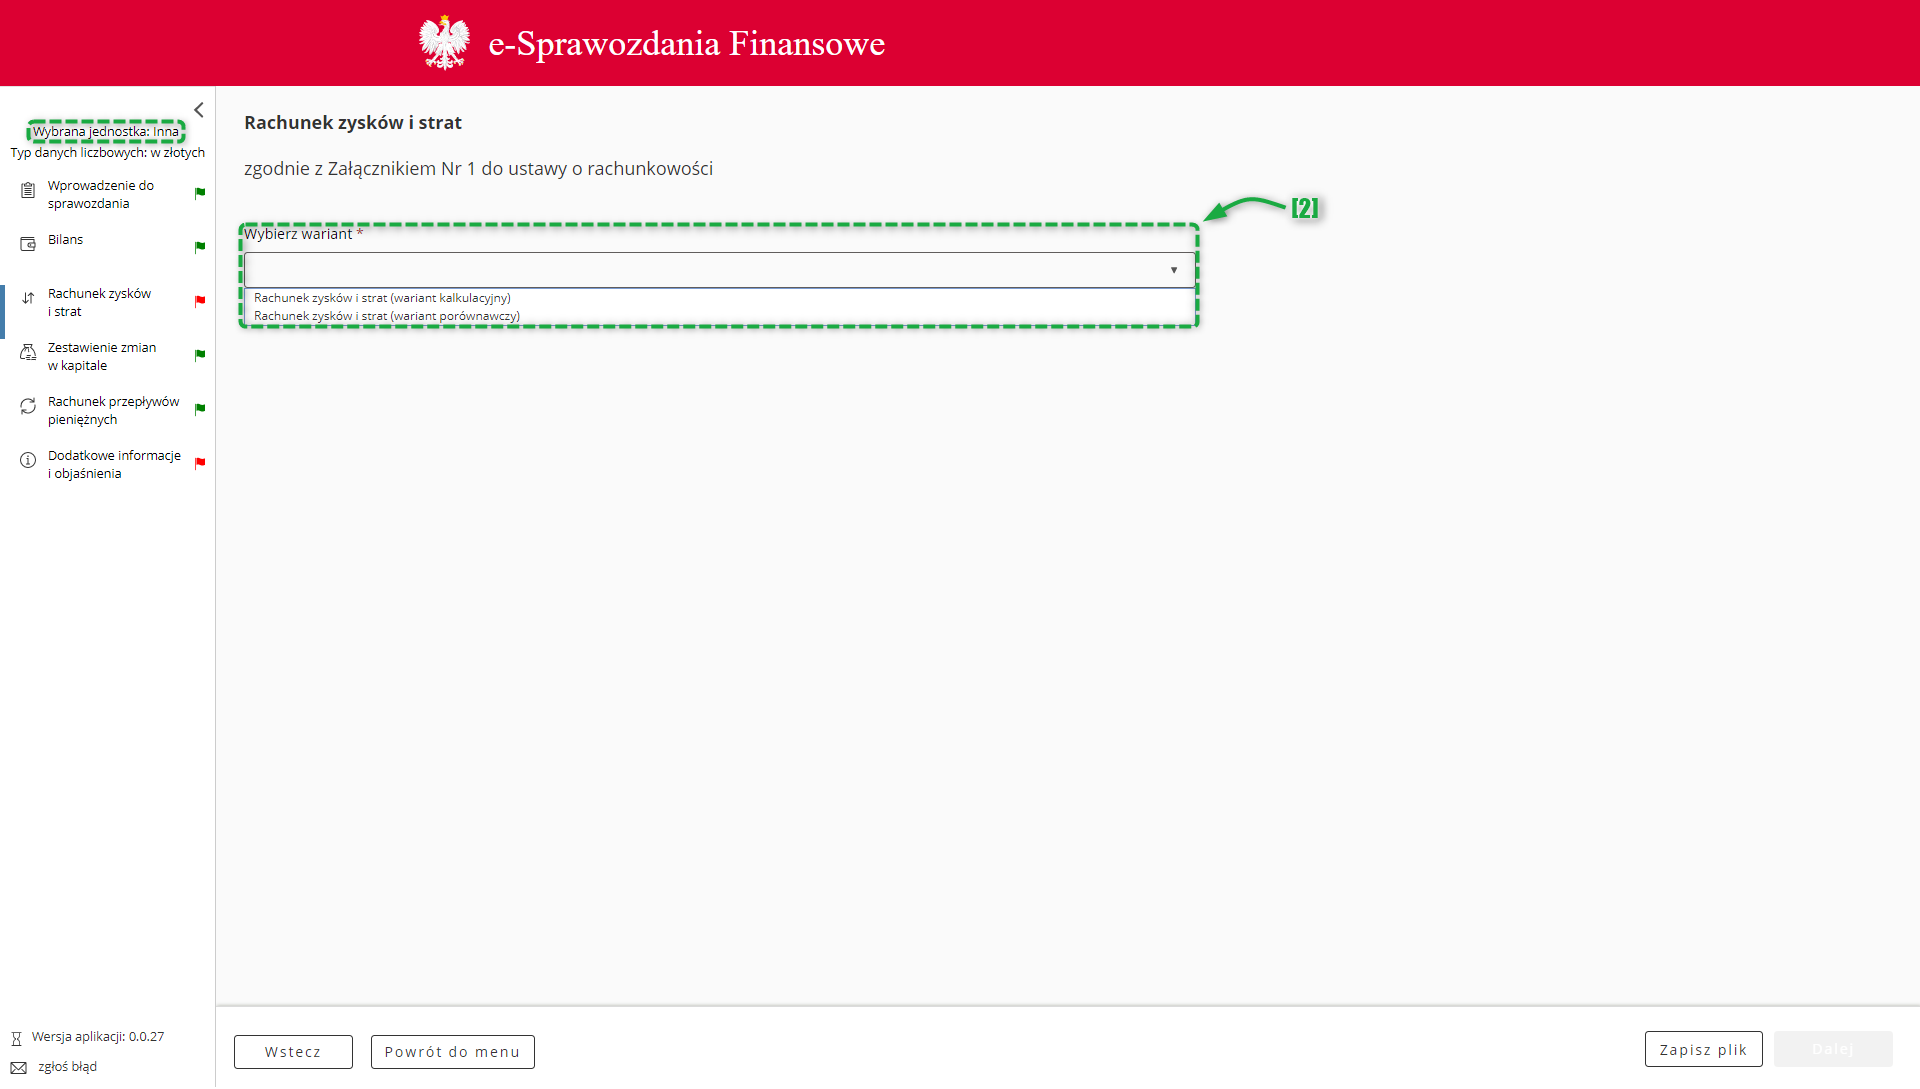 e-Sprawozdania Finansowe
Wybrana jednostka: Inna
Typ danych liczbowych: w złotych
Wprowadzenie do
sprawozdania
Bilans
Rachunek zysków
i strat
Zestawienie zmian
w kapitale
Rachunek przepływów
pieniężnych
Dodatkowe informacje
i objaśnienia
Wersja aplikacji: 0.0.27
zgłoś błąd
Rachunek zysków i strat
zgodnie z Załącznikiem Nr 1 do ustawy o rachunkowości
[2]
Wybierz wariant *
Rachunek zysków i strat (wariant kalkulacyjny)
Rachunek zysków i strat (wariant porównawczy)
Wstecz
Powrót do menu
Zapisz plik
Dalej